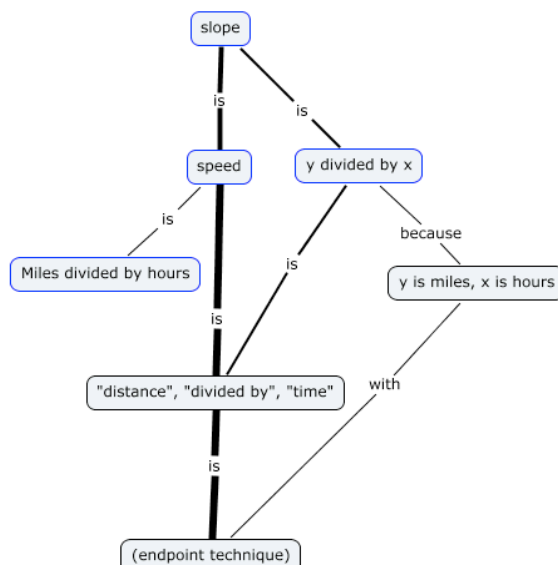 slope
is
is
speed
y divided by x
is
because
Miles divided by hours
is
y is miles, x is hours
is
"distance", "divided by", "time"
with
is
(endpoint technique)